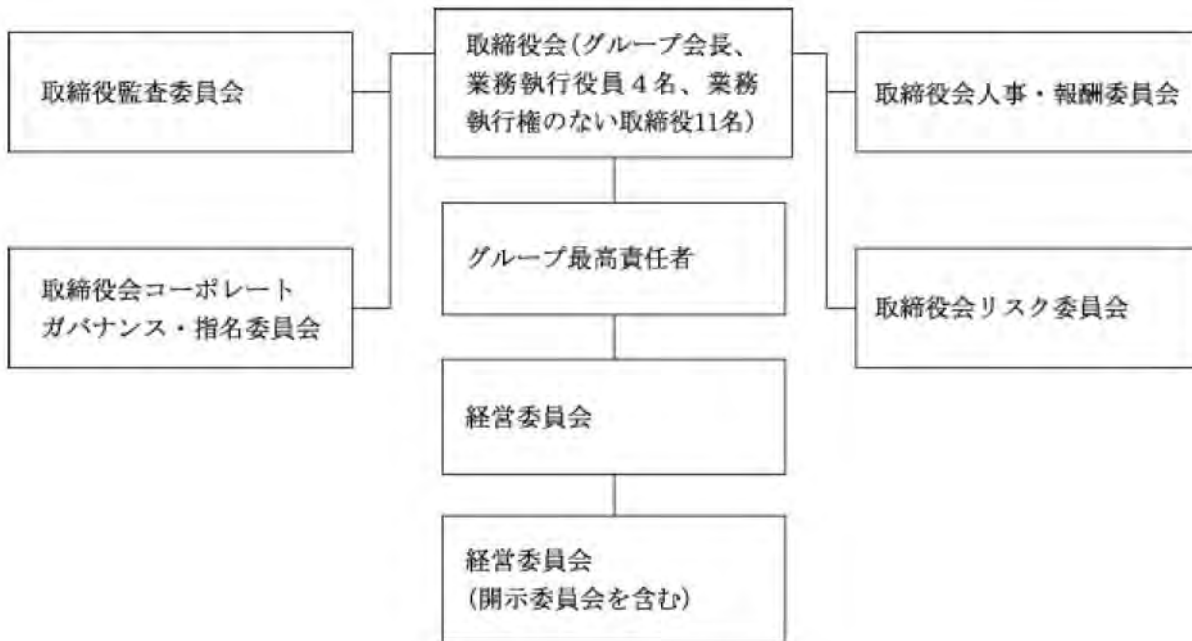 取締役監査委員会
取締役会コーポレート
ガバナンス・指名委員会
取締役会(グループ会長、
業務執行役員4名、業務
執行権のない取締役11名)
グループ最高責任者
経営委員会
経営委員会
(開示委員会を含む)
取締役会人事・報酬委員会
取締役会リスク委員会